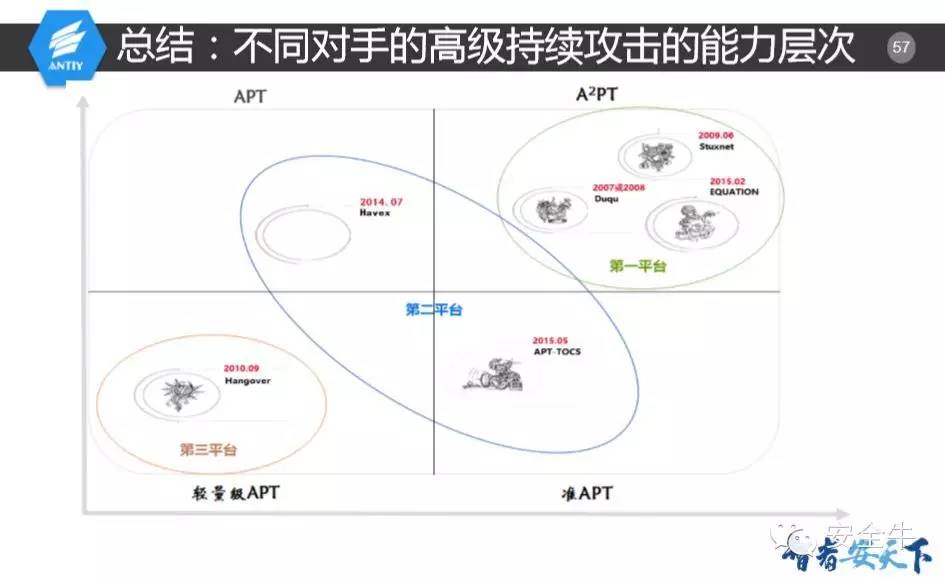 ANTIY
总结：不同对手的高级持续攻击的能力层次
57
APT
A²PT
2009.06
Stuxnet
2007或2008
Duqu
2015.02
EQUATION
2014.07
Havex
第一平台
第二平台
2015.05
APT-TOCS
2010.09
Hangover
第三平台
轻量级APT
准APT
安全牛
智者安天下